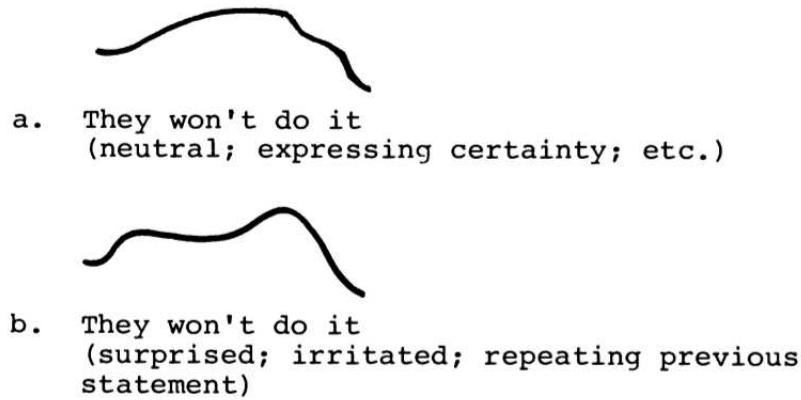 a. They won't do it
(neutral; expressing certainty; etc.)
b. They won't do it
(surprised; irritated; repeating previous
statement)